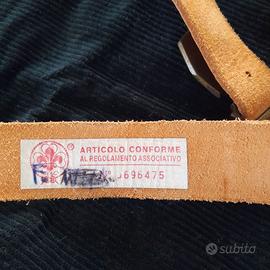 ARTICOLO CONFORME
AL REGOLAMENTO ASSOCIATIVO
N° 696475
subito